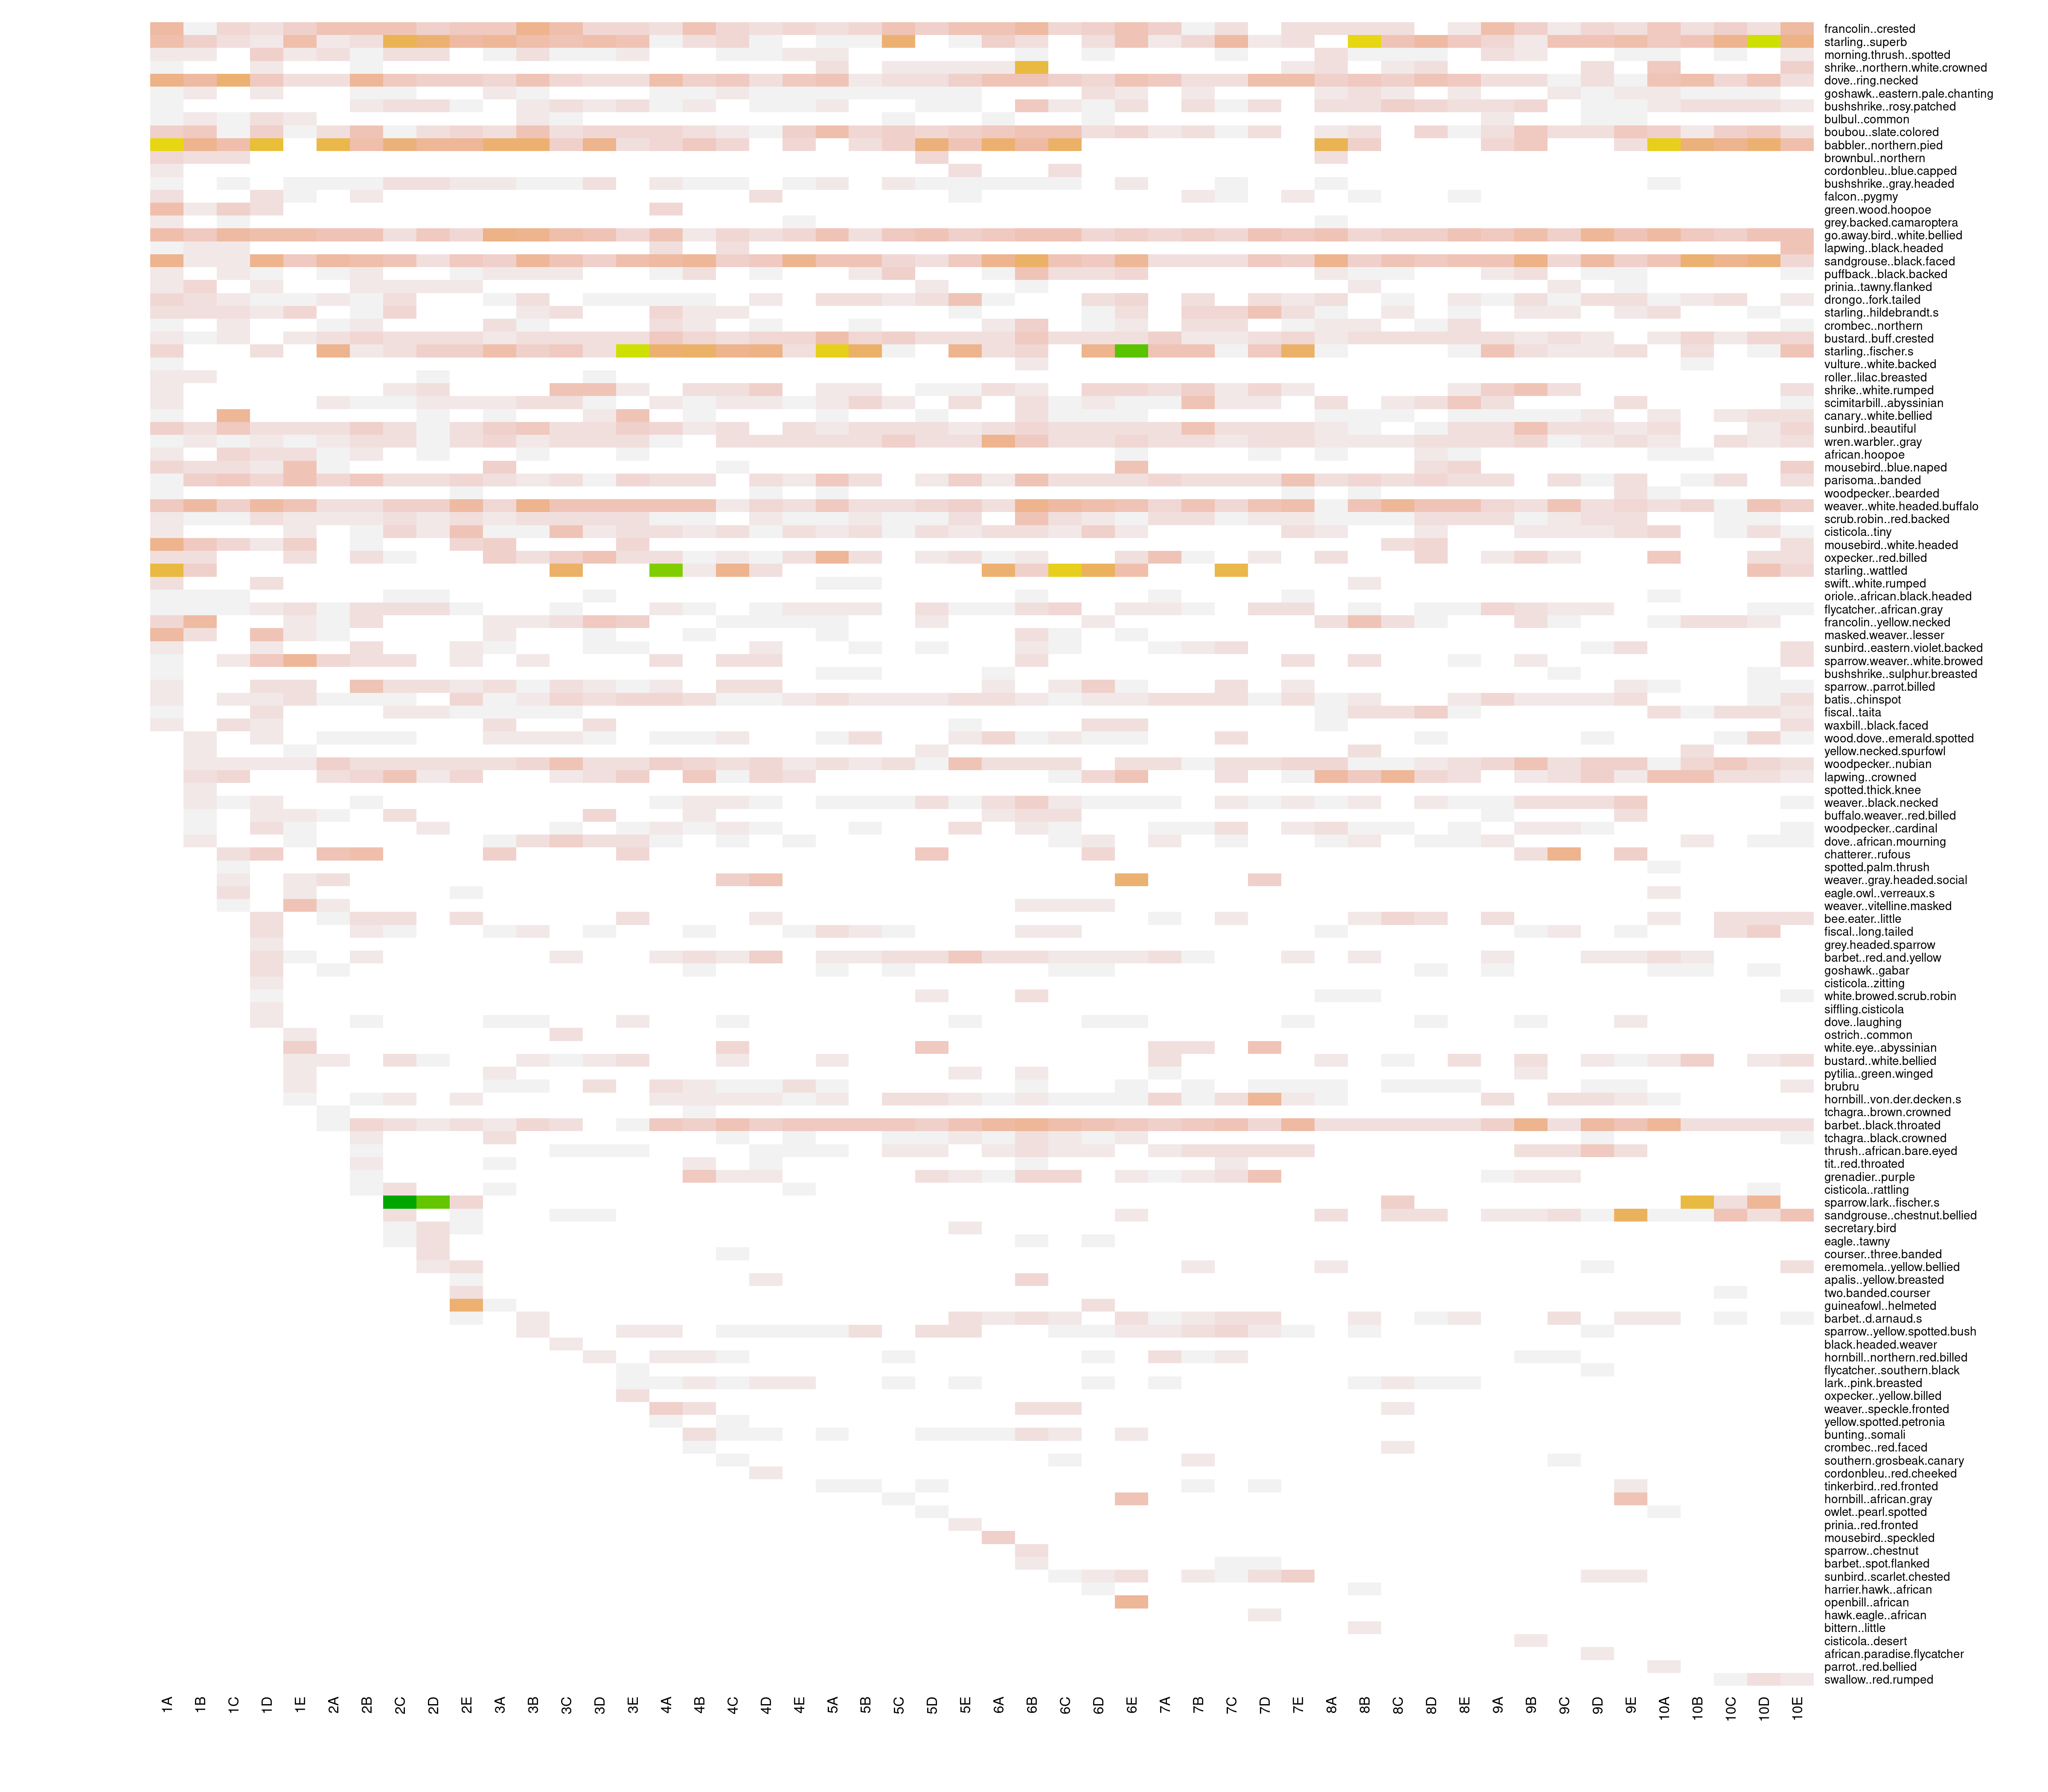 francolin..crested
starling..superb
morning.thrush..spotted
shrike..northern.white.crowned
dove..ring.necked
goshawk..eastern.pale.chanting
bushshrike..rosy.patched
bulbul..common
boubou..slate.colored
babbler..northern.pied
brownbul..northern
cordonbleu..blue.capped
bushshrike..gray.headed
falcon..pygmy
green.wood.hoopoe
grey.backed.camaroptera
go.away.bird..white.bellied
lapwing..black.headed
sandgrouse..black.faced
puffback..black.backed
prinia..tawny.flanked
drongo..fork.tailed
starling..hildebrandt.s
crombec..northern
bustard..buff.crested
starling..fischer.s
vulture..white.backed
roller..lilac.breasted
shrike..white.rumped
scimitarbill..abyssinian
canary..white.bellied
sunbird..beautiful
wren.warbler..gray
african.hoopoe
mousebird..blue.naped
parisoma..banded
woodpecker..bearded
weaver..white.headed.buffalo
scrub.robin..red.backed
cisticola..tiny
mousebird..white.headed
oxpecker..red.billed
starling..wattled
swift..white.rumped
oriole..african.black.headed
flycatcher..african.gray
francolin..yellow.necked
masked.weaver..lesser
sunbird..eastern.violet.backed
sparrow.weaver..white.browed
bushshrike..sulphur.breasted
sparrow..parrot.billed
batis..chinspot
fiscal..taita
waxbill..black.faced
wood.dove..emerald.spotted
yellow.necked.spurfowl
woodpecker..nubian
lapwing..crowned
spotted.thick.knee
weaver..black.necked
buffalo.weaver..red.billed
woodpecker..cardinal
dove..african.mourning
chatterer..rufous
spotted.palm.thrush
weaver..gray.headed.social
eagle.owl..verreaux.s
weaver..vitelline.masked
bee.eater..little
fiscal..long.tailed
grey.headed.sparrow
barbet..red.and.yellow
goshawk..gabar
cisticola..zitting
white.browed.scrub.robin
siffling.cisticola
dove..laughing
ostrich..common
white.eye..abyssinian
bustard..white.bellied
pytilia..green.winged
brubru
hornbill..von.der.decken.s
tchagra..brown.crowned
barbet..black.throated
tchagra..black.crowned
thrush..african.bare.eyed
tit..red.throated
grenadier..purple
cisticola..rattling
sparrow.lark..fischer.s
sandgrouse..chestnut.bellied
secretary.bird
eagle..tawny
courser..three.banded
eremomela..yellow.bellied
apalis..yellow.breasted
two.banded.courser
guineafowl..helmeted
barbet..d.arnaud.s
sparrow..yellow.spotted.bush
black.headed.weaver
hornbill..northern.red.billed
flycatcher..southern.black
lark..pink.breasted
oxpecker..yellow.billed
weaver..speckle.fronted
yellow.spotted.petronia
bunting..somali
crombec..red.faced
southern.grosbeak.canary
cordonbleu..red.cheeked
tinkerbird..red.fronted
hornbill..african.gray
owlet..pearl.spotted
prinia..red.fronted
mousebird..speckled
sparrow..chestnut
barbet..spot.flanked
sunbird..scarlet.chested
harrier.hawk..african
openbill..african
hawk.eagle..african
bittern..little
cisticola..desert
african.paradise.flycatcher
parrot..red.bellied
swallow..red.rumped
1A 1B 1C 1D 1E 2A 2B 2C 2D 2E 3A 3B 3C 3D 3E 4A 4B 4C 4D 4E 5A 5B 5C 5D 5E 6A 6B 6C 6D 6E 7A 7B 7C 7D 7E 8A 8B 8C 8D 8E 9A 9B 9C 9D 9E 10A 10B 10C 10D 10E